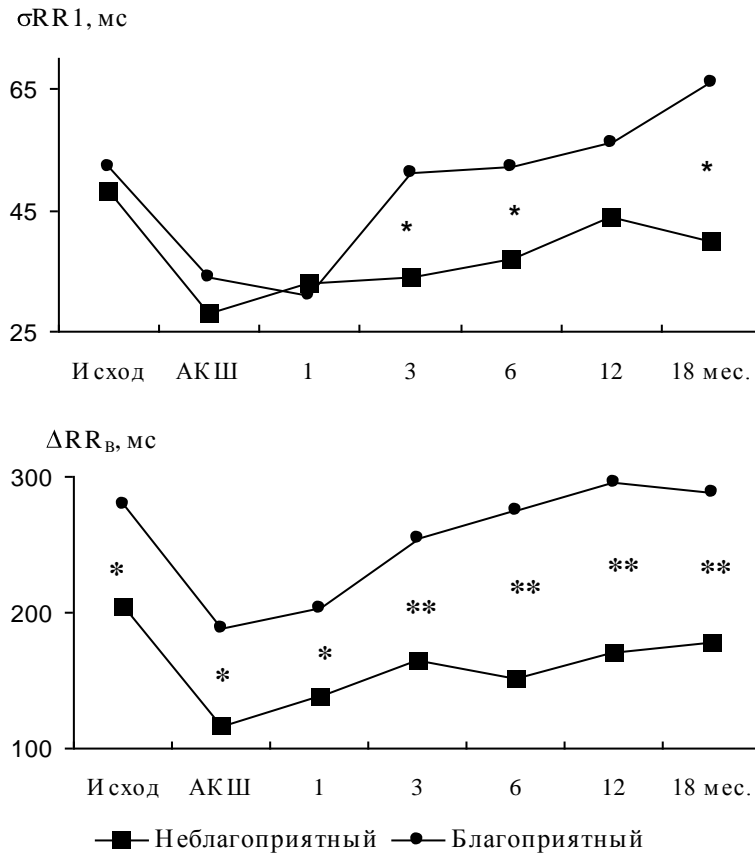 σRR1, мс
65
*
45
* *
25
Исход АКШ 1 3 6 12 18 мес.
ΔRRВ, мс
300
* ** ** ** **
200
* *
100
Исход АКШ 1 3 6 12 18 мес.
Неблагоприятный Благоприятный